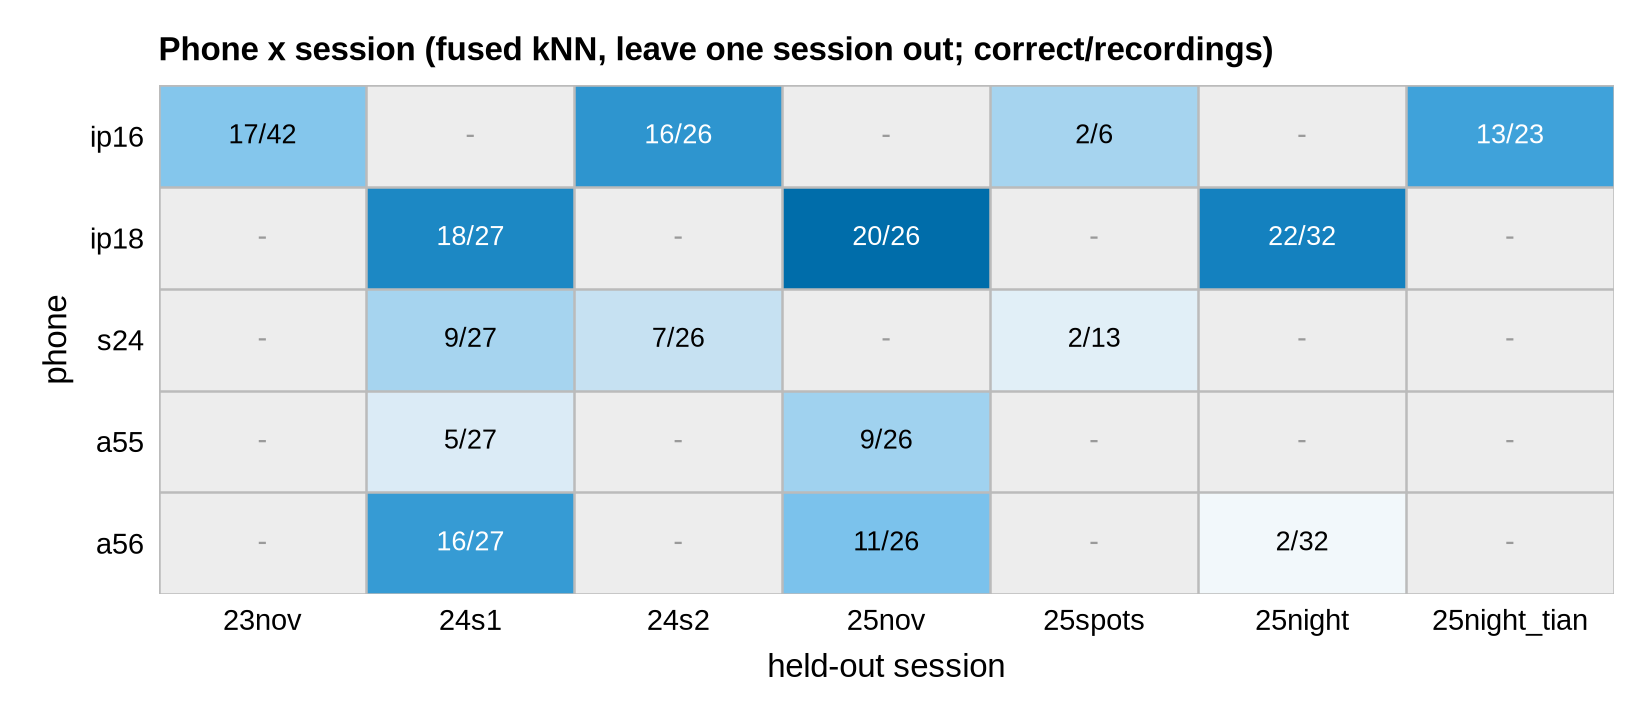 Phone x session (fused kNN, leave one session out; correct/recordings)
ip16 17/42 - 16/26 - 2/6 - 13/23
ip18 - 18/27 - 20/26 - 22/32 -
s24 - 9/27 7/26 - 2/13 - -
a55 - 5/27 - 9/26 - - -
a56 - 16/27 - 11/26 - 2/32 -
phone
23nov 24s1 24s2 25nov 25spots 25night 25night_tian
held-out session